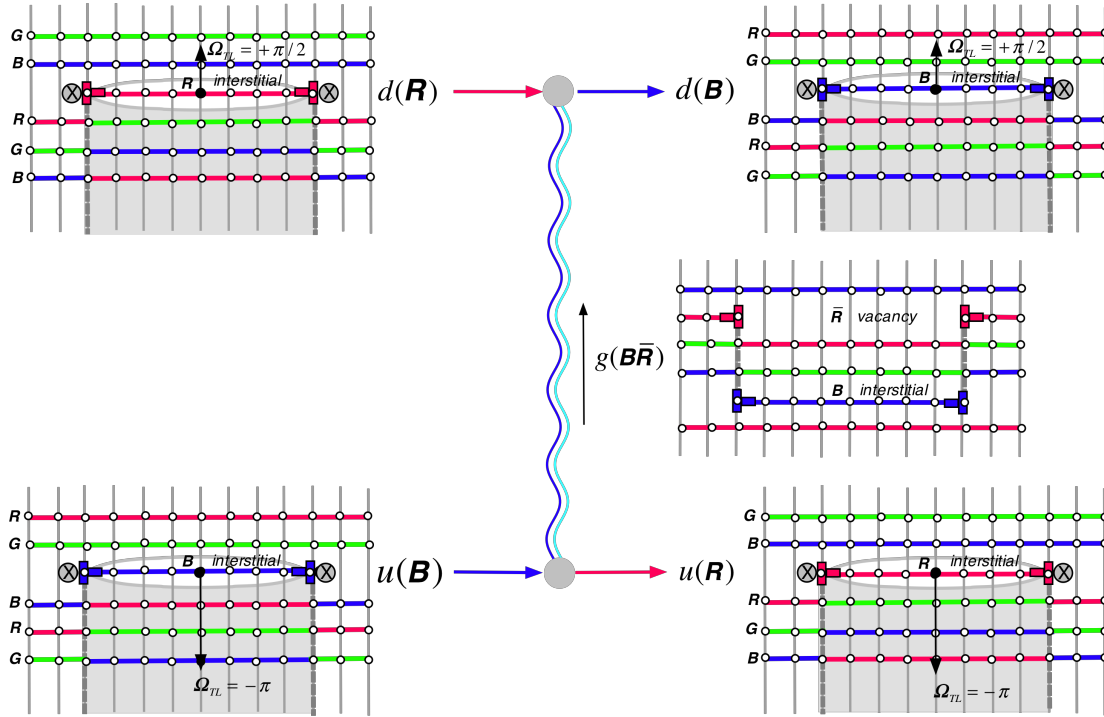 G
B
R
G
B
Ω_TL = +π/2
R interstitial
X X
d(R)
d(B)
R
G
B
R
G
Ω_TL = +π/2
B interstitial
X X
g(BR̄)
R̄ vacancy
B interstitial
R
G
B
R
G
B interstitial
X X
Ω_TL = −π
u(B)
u(R)
G
B
R
G
B
R interstitial
X X
Ω_TL = −π